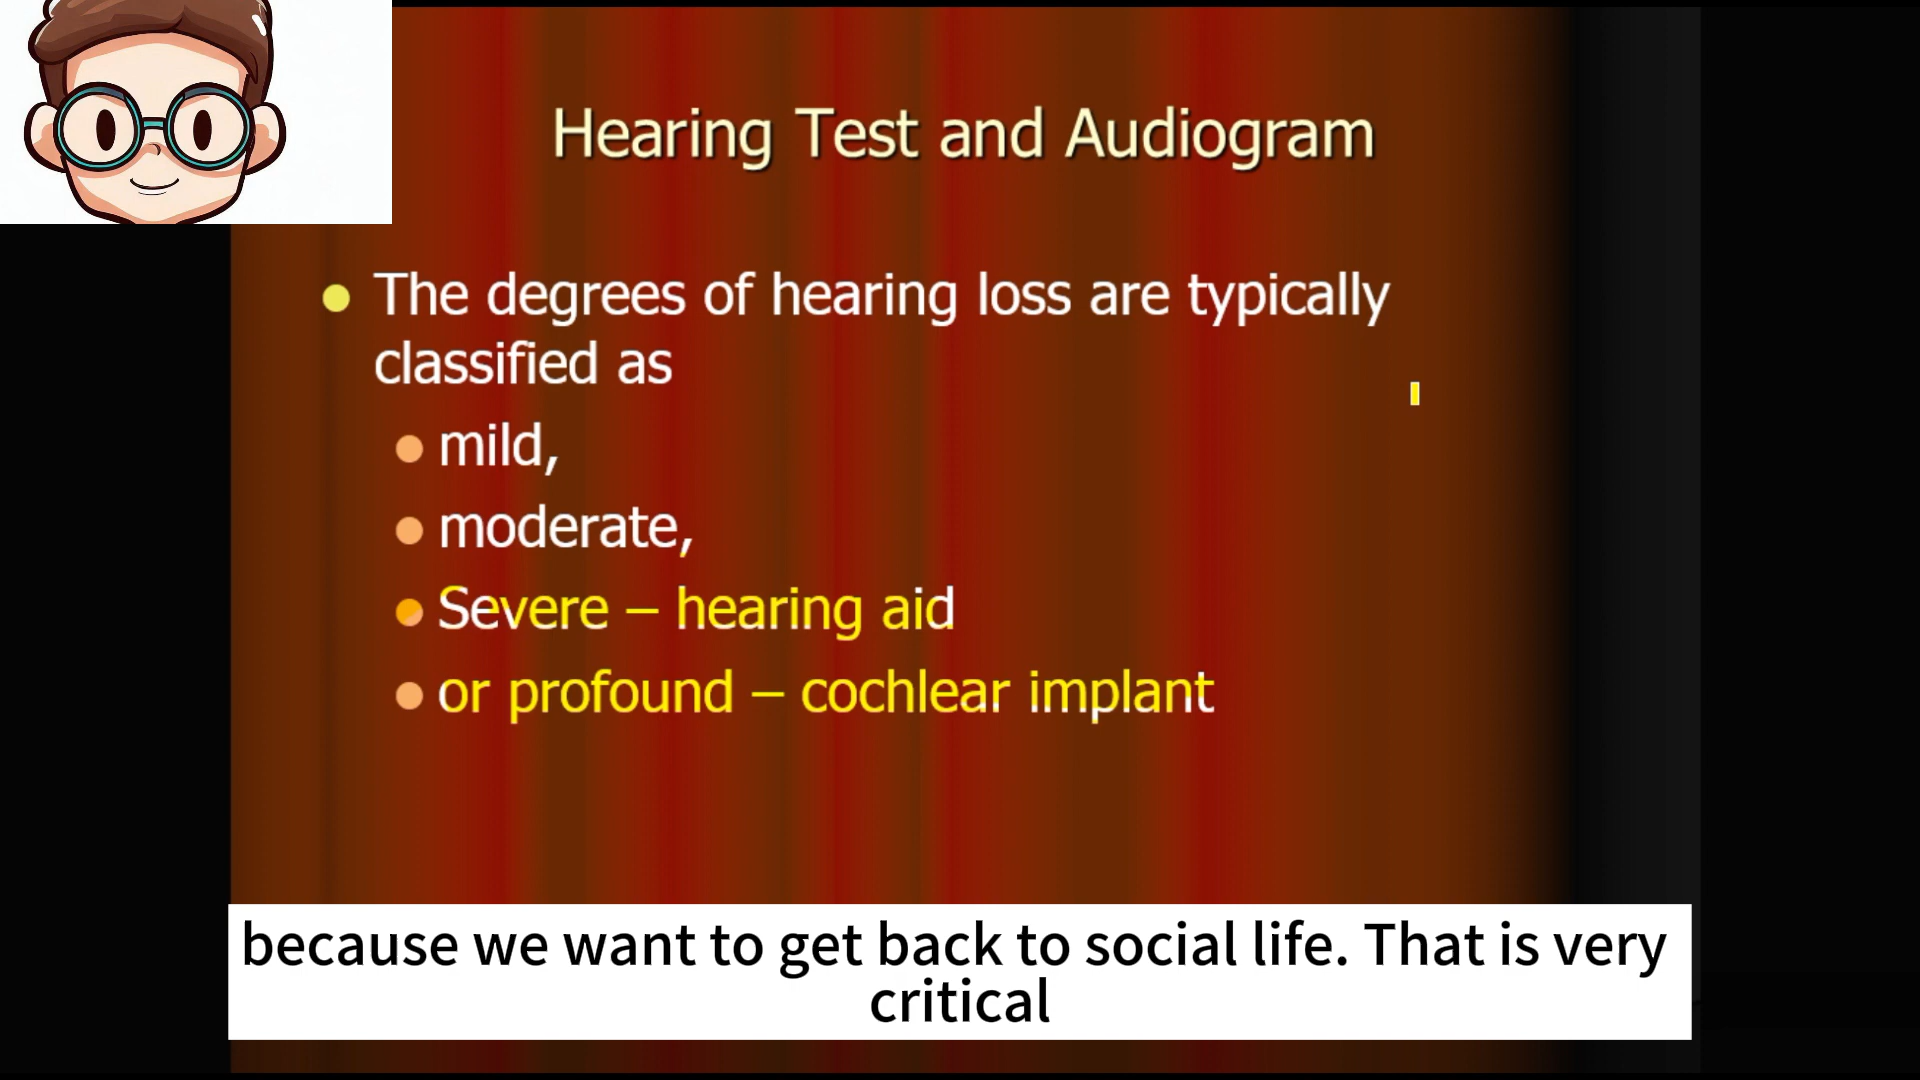 Hearing Test and Audiogram
The degrees of hearing loss are typically
classified as
mild,
moderate,
Severe – hearing aid
or profound – cochlear implant
because we want to get back to social life. That is very
critical